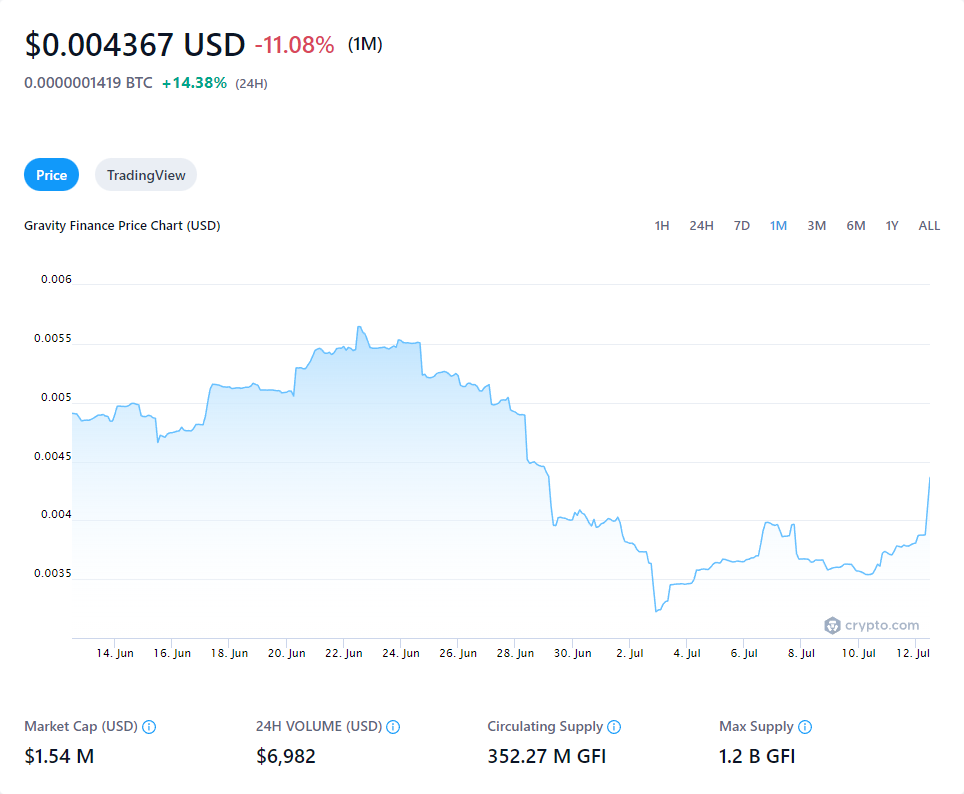 $0.004367 USD -11.08% (1M)
0.0000001419 BTC +14.38% (24H)
Price TradingView
Gravity Finance Price Chart (USD) 1H 24H 7D 1M 3M 6M 1Y ALL
0.006
0.0055
0.005
0.0045
0.004
0.0035
crypto.com
14. Jun 16. Jun 18. Jun 20. Jun 22. Jun 24. Jun 26. Jun 28. Jun 30. Jun 2. Jul 4. Jul 6. Jul 8. Jul 10. Jul 12. Jul
Market Cap (USD) 24H VOLUME (USD) Circulating Supply Max Supply
$1.54 M $6,982 352.27 M GFI 1.2 B GFI